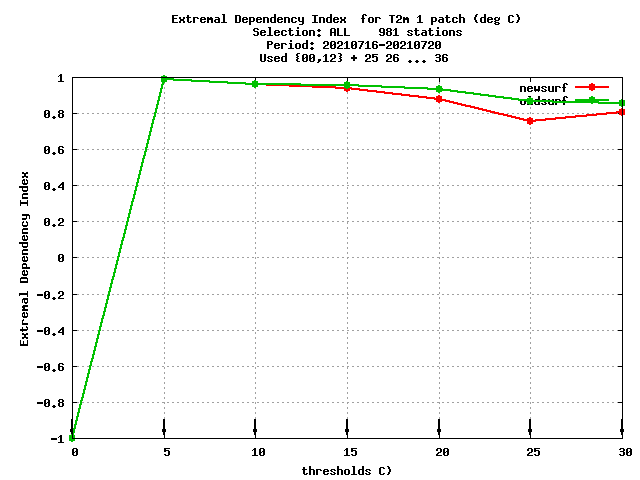 Extremal Dependency Index  for T2m 1 patch (deg C)
Selection: ALL    981 stations
Period: 20210716-20210720
Used {00,12} + 25 26 ... 36
newsurf
oldsurf
1
0.8
0.6
0.4
0.2
0
-0.2
-0.4
-0.6
-0.8
-1
Extremal Dependency Index
0 5 10 15 20 25 30
thresholds C)